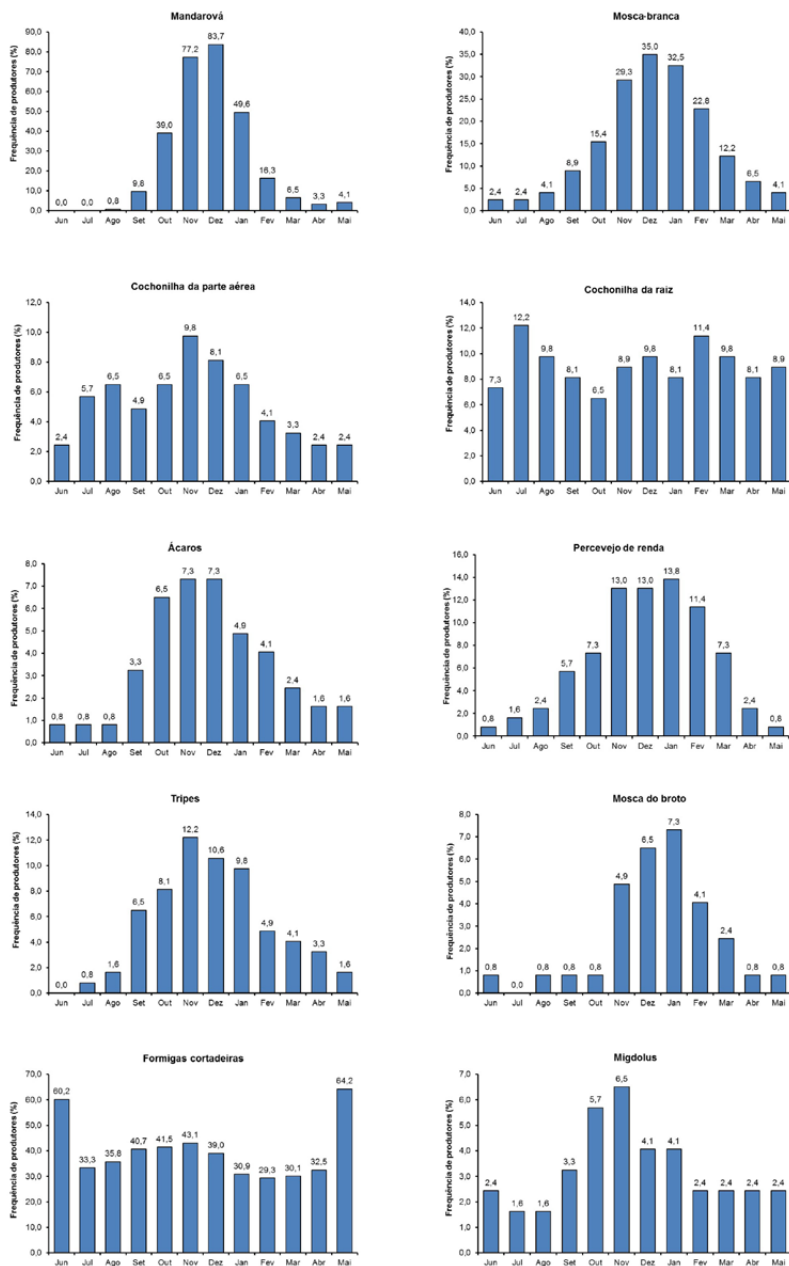 Mandarová
Frequência de produtores (%)
90,0
80,0
70,0
60,0
50,0
40,0
30,0
20,0
10,0
0,0
0,0 0,0 0,8 9,8 39,0 77,2 83,7 49,6 16,3 6,5 3,3 4,1
Jun Jul Ago Set Out Nov Dez Jan Fev Mar Abr Mai
Mosca-branca
Frequência de produtores (%)
40,0
35,0
30,0
25,0
20,0
15,0
10,0
5,0
0,0
2,4 2,4 4,1 8,9 15,4 29,3 35,0 32,5 22,8 12,2 6,5 4,1
Jun Jul Ago Set Out Nov Dez Jan Fev Mar Abr Mai
Cochonilha da parte aérea
Frequência de produtores (%)
12,0
10,0
8,0
6,0
4,0
2,0
0,0
2,4 5,7 6,5 4,9 6,5 9,8 8,1 6,5 4,1 3,3 2,4 2,4
Jun Jul Ago Set Out Nov Dez Jan Fev Mar Abr Mai
Cochonilha da raiz
Frequência de produtores (%)
14,0
12,0
10,0
8,0
6,0
4,0
2,0
0,0
7,3 12,2 9,8 8,1 6,5 8,9 9,8 8,1 11,4 9,8 8,1 8,9
Jun Jul Ago Set Out Nov Dez Jan Fev Mar Abr Mai
Ácaros
Frequência de produtores (%)
8,0
7,0
6,0
5,0
4,0
3,0
2,0
1,0
0,0
0,8 0,8 0,8 3,3 6,5 7,3 7,3 4,9 4,1 2,4 1,6 1,6
Jun Jul Ago Set Out Nov Dez Jan Fev Mar Abr Mai
Percevejo de renda
Frequência de produtores (%)
16,0
14,0
12,0
10,0
8,0
6,0
4,0
2,0
0,0
0,8 1,6 2,4 5,7 7,3 13,0 13,0 13,8 11,4 7,3 2,4 0,8
Jun Jul Ago Set Out Nov Dez Jan Fev Mar Abr Mai
Tripes
Frequência de produtores (%)
14,0
12,0
10,0
8,0
6,0
4,0
2,0
0,0
0,0 0,8 1,6 6,5 8,1 12,2 10,6 9,8 4,9 4,1 3,3 1,6
Jun Jul Ago Set Out Nov Dez Jan Fev Mar Abr Mai
Mosca do broto
Frequência de produtores (%)
8,0
7,0
6,0
5,0
4,0
3,0
2,0
1,0
0,0
0,8 0,0 0,8 0,8 0,8 4,9 6,5 7,3 4,1 2,4 0,8 0,8
Jun Jul Ago Set Out Nov Dez Jan Fev Mar Abr Mai
Formigas cortadeiras
Frequência de produtores (%)
70,0
60,0
50,0
40,0
30,0
20,0
10,0
0,0
60,2 33,3 35,8 40,7 41,5 43,1 39,0 30,9 29,3 30,1 32,5 64,2
Jun Jul Ago Set Out Nov Dez Jan Fev Mar Abr Mai
Migdolus
Frequência de produtores (%)
7,0
6,0
5,0
4,0
3,0
2,0
1,0
0,0
2,4 1,6 1,6 3,3 5,7 6,5 4,1 4,1 2,4 2,4 2,4 2,4
Jun Jul Ago Set Out Nov Dez Jan Fev Mar Abr Mai